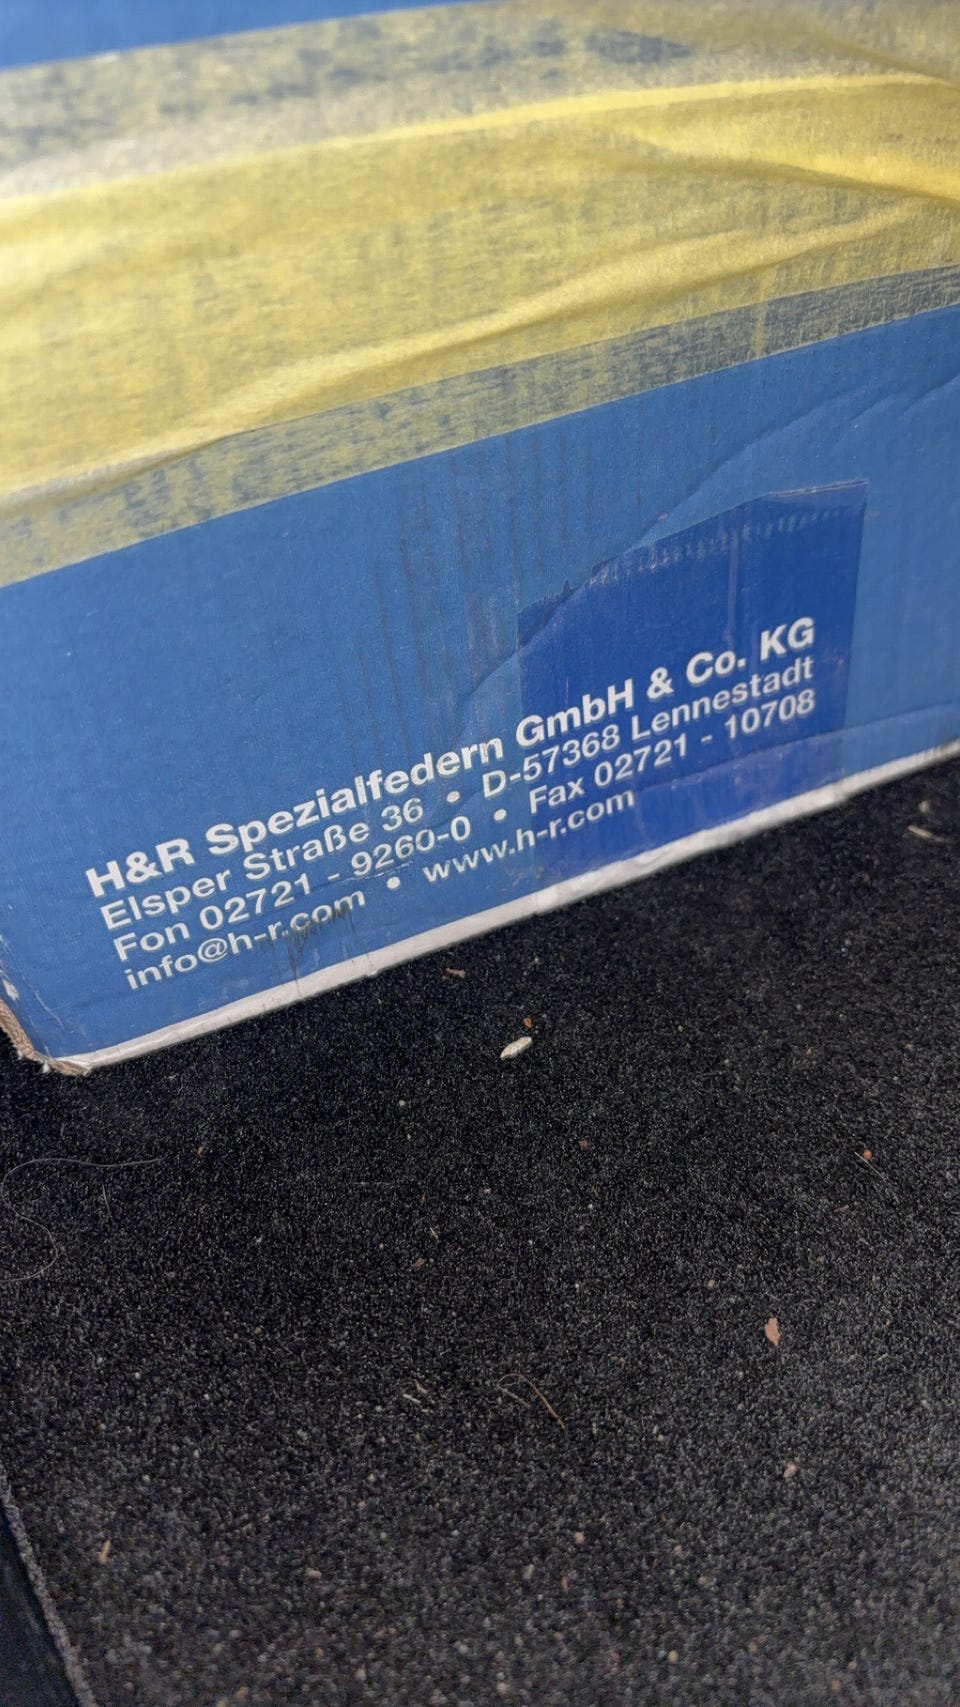 H&R Spezialfedern GmbH & Co. KG
Elsper Straße 36 • D-57368 Lennestadt
Fon 02721 - 9260-0 • Fax 02721 - 10708
info@h-r.com • www.h-r.com